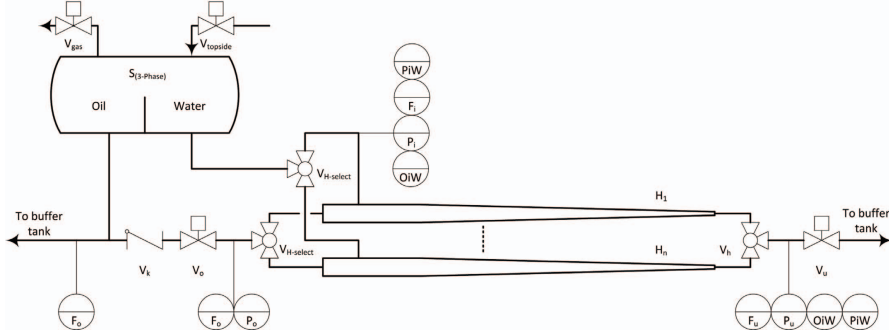 V_gas
V_topside
S_(3-Phase)
Oil
Water
PiW
F_i
P_i
OiW
V_H-select
To buffer
tank
V_k
V_o
V_H-select
H_1
H_n
V_h
To buffer
tank
V_u
F_o
F_o
P_o
F_u
P_u
OiW
PiW